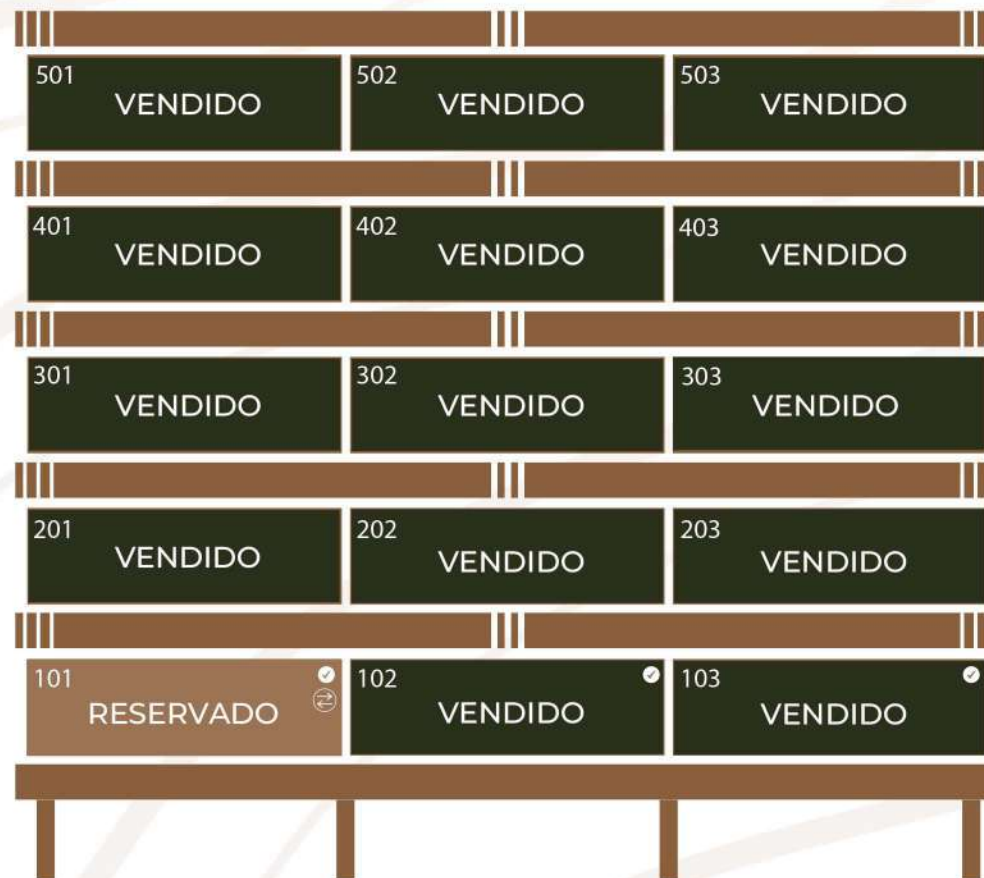 501 VENDIDO 502 VENDIDO 503 VENDIDO
401 VENDIDO 402 VENDIDO 403 VENDIDO
301 VENDIDO 302 VENDIDO 303 VENDIDO
201 VENDIDO 202 VENDIDO 203 VENDIDO
101 RESERVADO 102 VENDIDO 103 VENDIDO